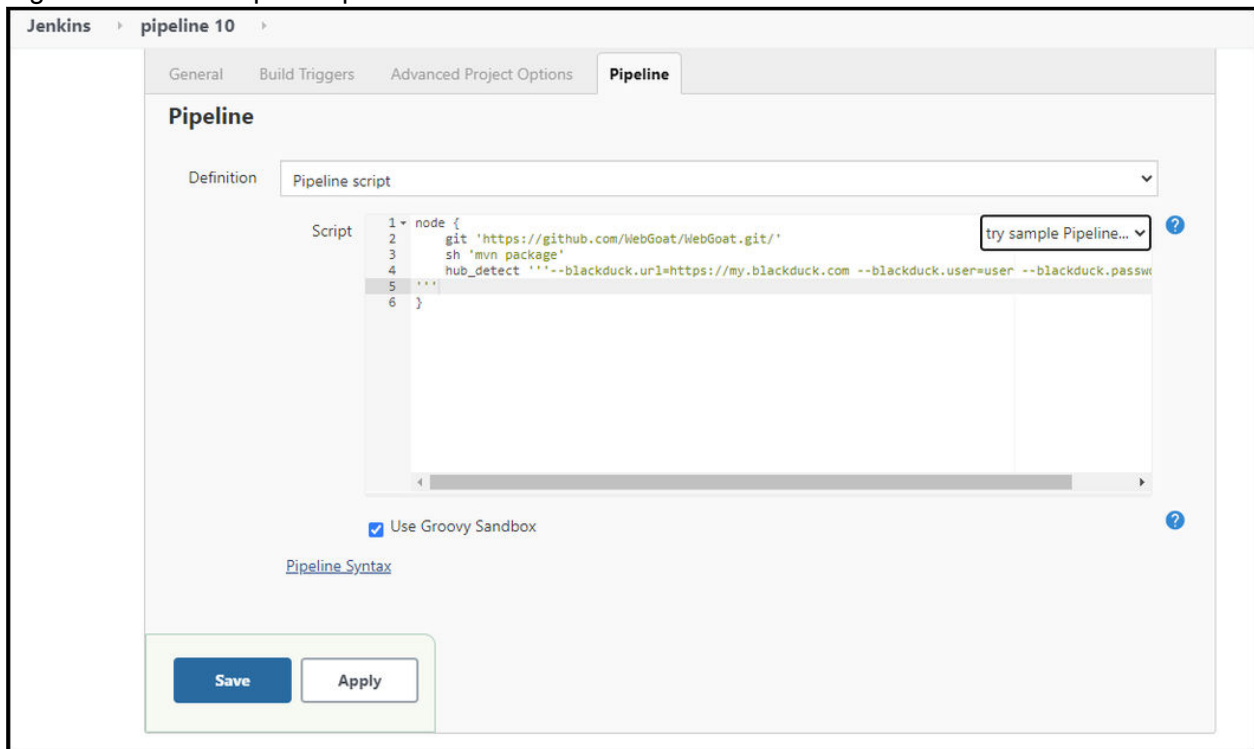 Jenkins pipeline 10
General Build Triggers Advanced Project Options Pipeline
Pipeline
Definition Pipeline script
Script
try sample Pipeline...
1 node {
2 git 'https://github.com/WebGoat/WebGoat.git/'
3 sh 'mvn package'
4 hub_detect '''--blackduck.url=https://my.blackduck.com --blackduck.user=user --blackduck.passw
5 '''
6 }
Use Groovy Sandbox
Pipeline Syntax
Save Apply